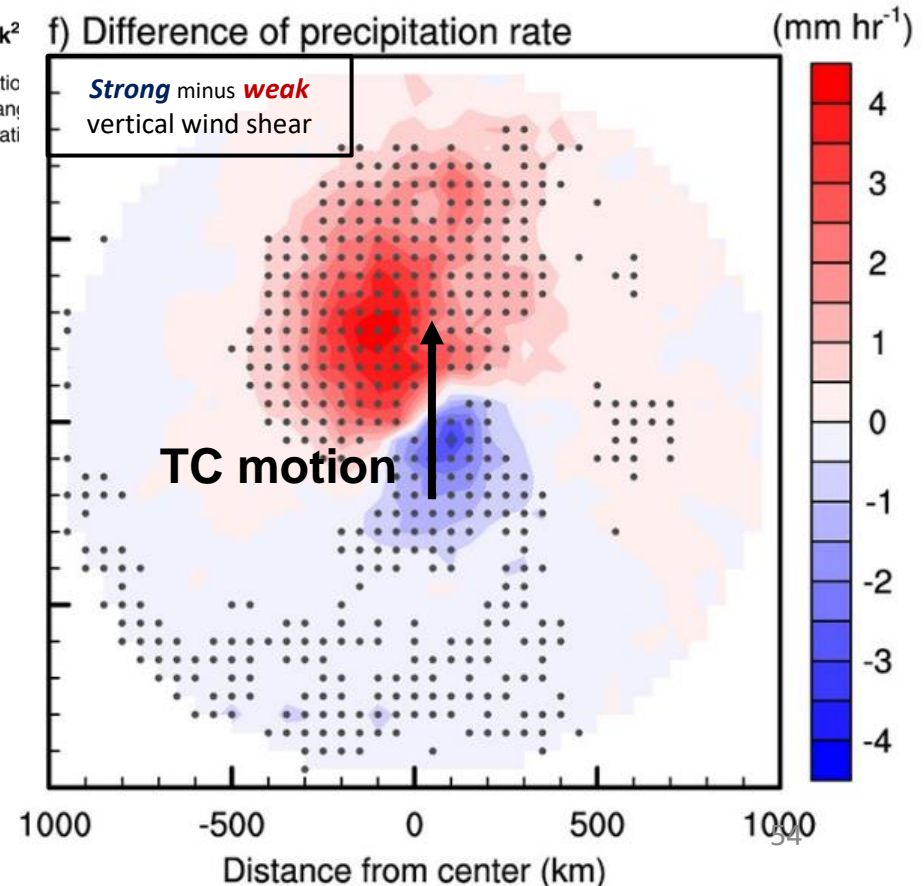 f) Difference of precipitation rate
(mm hr⁻¹)
Strong minus weak
vertical wind shear
TC motion
4
3
2
1
0
-1
-2
-3
-4
1000 -500 0 500 1000
54
Distance from center (km)